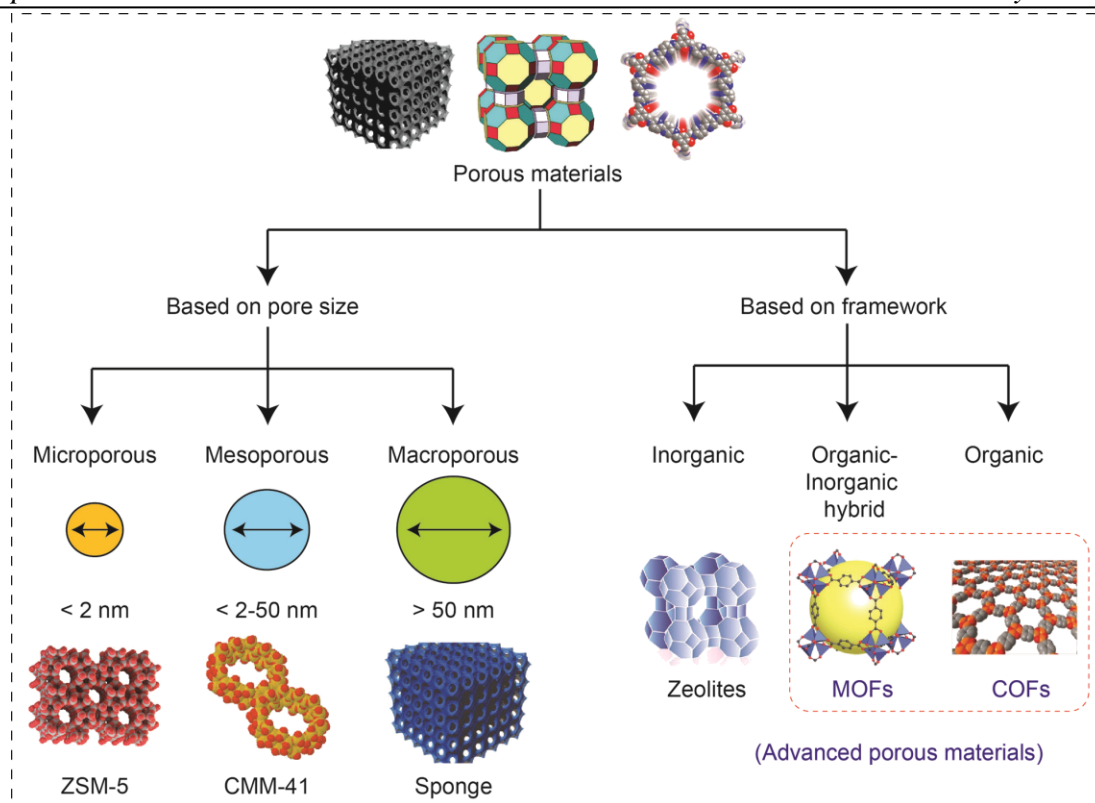 Porous materials
Based on pore size
Based on framework
Microporous
Mesoporous
Macroporous
Inorganic
Organic-
Inorganic
hybrid
Organic
< 2 nm
< 2-50 nm
> 50 nm
Zeolites
MOFs
COFs
(Advanced porous materials)
ZSM-5
CMM-41
Sponge